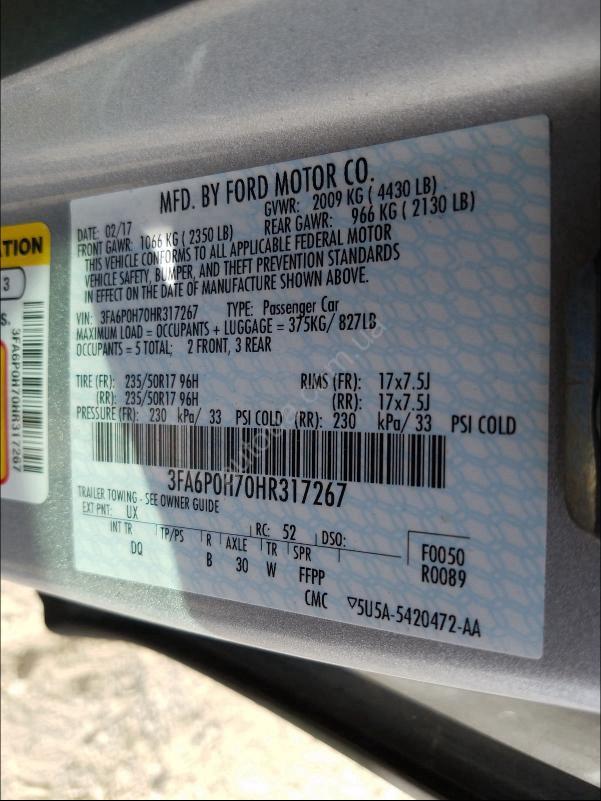 MFD. BY FORD MOTOR CO.
DATE: 02/17 GVWR: 2009 KG ( 4430 LB)
FRONT GAWR: 1066 KG ( 2350 LB) REAR GAWR: 966 KG ( 2130 LB)
THIS VEHICLE CONFORMS TO ALL APPLICABLE FEDERAL MOTOR
VEHICLE SAFETY, BUMPER, AND THEFT PREVENTION STANDARDS
IN EFFECT ON THE DATE OF MANUFACTURE SHOWN ABOVE.
VIN: 3FA6P0H70HR317267 TYPE: Passenger Car
MAXIMUM LOAD = OCCUPANTS + LUGGAGE = 375KG/ 827LB
OCCUPANTS = 5 TOTAL; 2 FRONT, 3 REAR
TIRE (FR): 235/50R17 96H RIMS (FR): 17x7.5J
(RR): 235/50R17 96H (RR): 17x7.5J
PRESSURE (FR): 230 kPa/ 33 PSI COLD (RR): 230 kPa/ 33 PSI COLD
3FA6P0H70HR317267
TRAILER TOWING - SEE OWNER GUIDE
EXT PNT: UX RC: 52 DSO: F0050
INT TR TP/PS R AXLE TR SPR R0089
DQ B 30 W FFPP
CMC ▽5U5A-5420472-AA
ATION
3
S.
3FA6P0H70HR317267